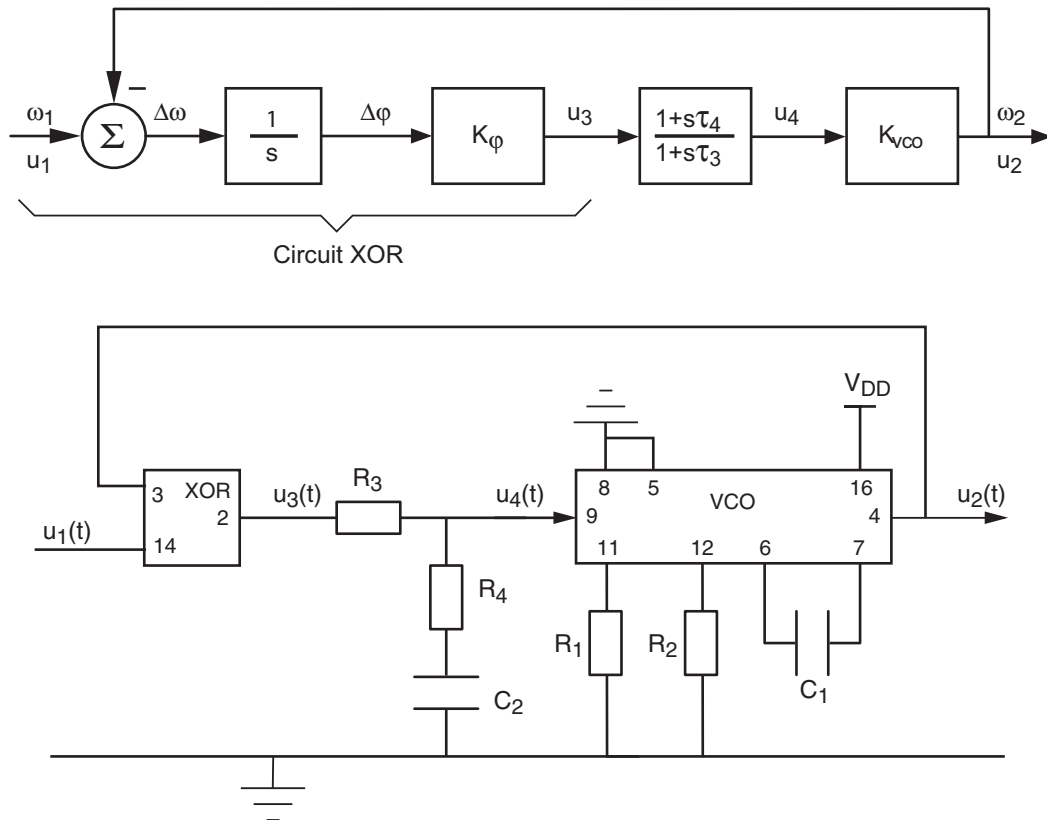 −
ω1 Δω 1 Δφ Kφ u3 1+sτ4 u4 KVCO ω2
Σ s 1+sτ3
u1 u2
Circuit XOR
VDD
XOR R3
3 u3(t) u4(t) 8 5 VCO 16 u2(t)
2 9 4
u1(t) 14 11 12 6 7
R4
R1 R2
C1
C2